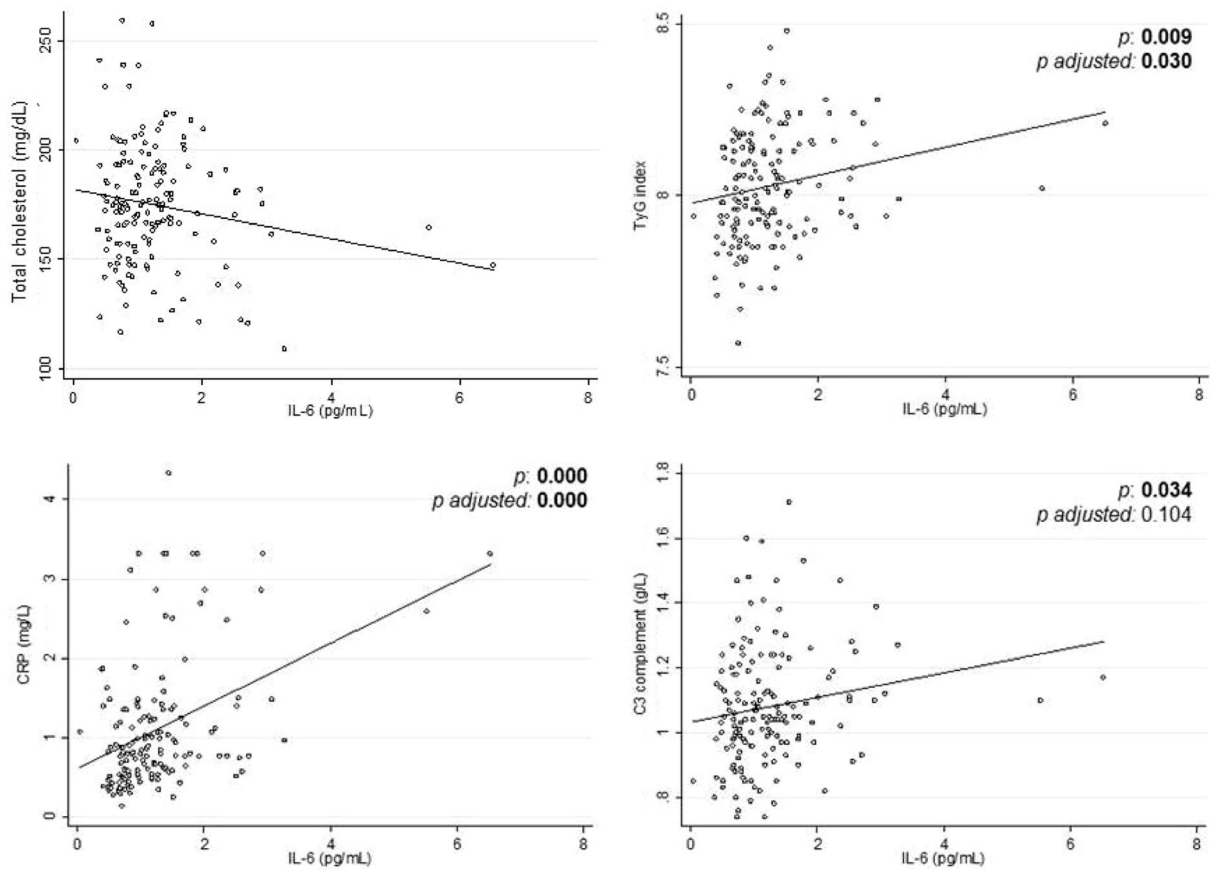 Total cholesterol (mg/dL)
250
200
150
100
0 2 4 6 8
IL-6 (pg/mL)
p: 0.009
p adjusted: 0.030
TyG index
8.5
8
7.5
0 2 4 6 8
IL-6 (pg/mL)
p: 0.000
p adjusted: 0.000
CRP (mg/L)
4
3
2
1
0
0 2 4 6 8
IL-6 (pg/mL)
p: 0.034
p adjusted: 0.104
C3 complement (g/L)
1.8
1.6
1.4
1.2
1
.8
0 2 4 6 8
IL-6 (pg/mL)